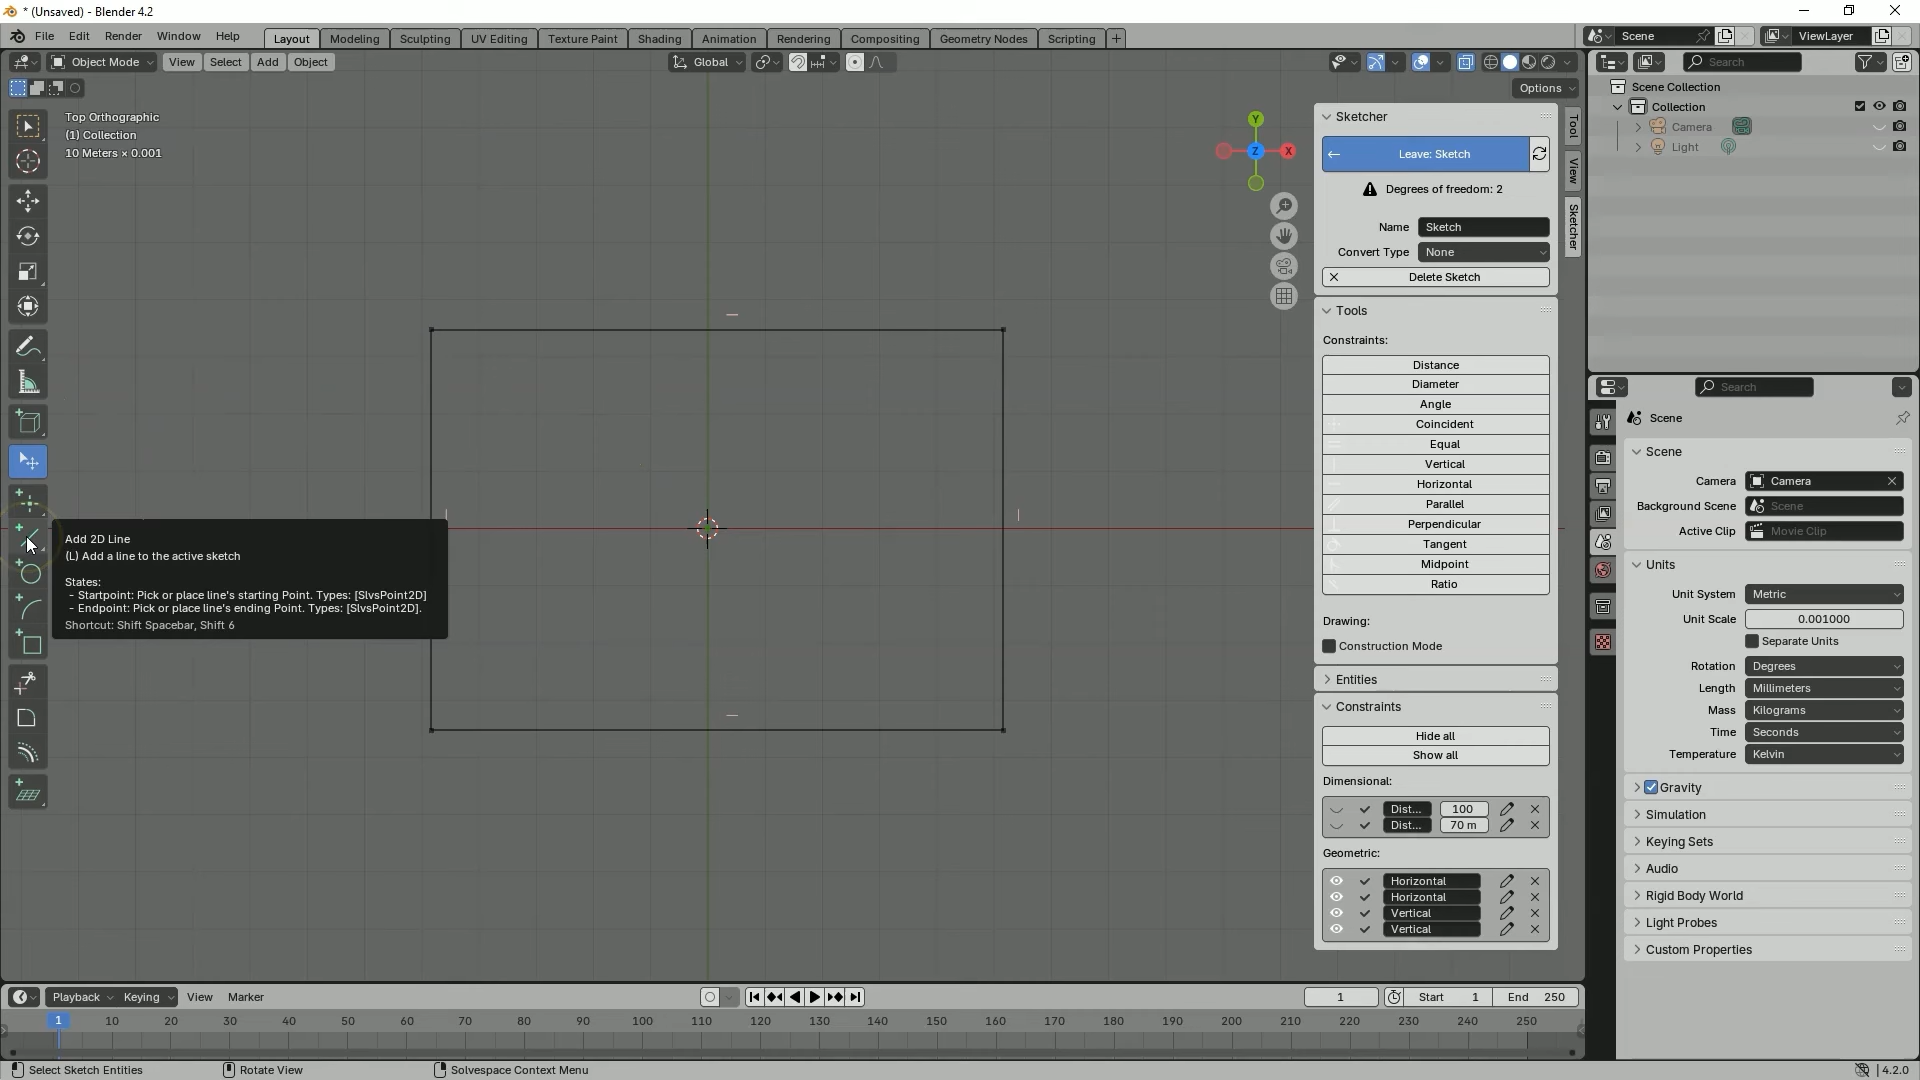 * (Unsaved) - Blender 4.2
File Edit Render Window Help
Layout Modeling Sculpting UV Editing Texture Paint Shading Animation Rendering Compositing Geometry Nodes Scripting
Scene
ViewLayer
Object Mode View Select Add Object
Global
Options
Search
Top Orthographic
(1) Collection
10 Meters × 0.001
Y
X
Z
Tool
View
Sketcher
Sketcher
Leave: Sketch
Degrees of freedom: 2
Name Sketch
Convert Type None
Delete Sketch
Tools
Constraints:
Distance
Diameter
Angle
Coincident
Equal
Vertical
Horizontal
Parallel
Perpendicular
Tangent
Midpoint
Ratio
Drawing:
Construction Mode
Entities
Constraints
Hide all
Show all
Dimensional:
Dist... 100
Dist... 70 m
Geometric:
Horizontal
Horizontal
Vertical
Vertical
Add 2D Line
(L) Add a line to the active sketch
States:
- Startpoint: Pick or place line's starting Point. Types: [SlvsPoint2D]
- Endpoint: Pick or place line's ending Point. Types: [SlvsPoint2D].
Shortcut: Shift Spacebar, Shift 6
Scene Collection
Collection
Camera
Light
Search
Scene
Scene
Camera Camera
Background Scene Scene
Active Clip Movie Clip
Units
Unit System Metric
Unit Scale 0.001000
Separate Units
Rotation Degrees
Length Millimeters
Mass Kilograms
Time Seconds
Temperature Kelvin
Gravity
Simulation
Keying Sets
Audio
Rigid Body World
Light Probes
Custom Properties
Playback Keying View Marker
1
Start 1
End 250
1 10 20 30 40 50 60 70 80 90 100 110 120 130 140 150 160 170 180 190 200 210 220 230 240 250
Select Sketch Entities
Rotate View
Solvespace Context Menu
4.2.0